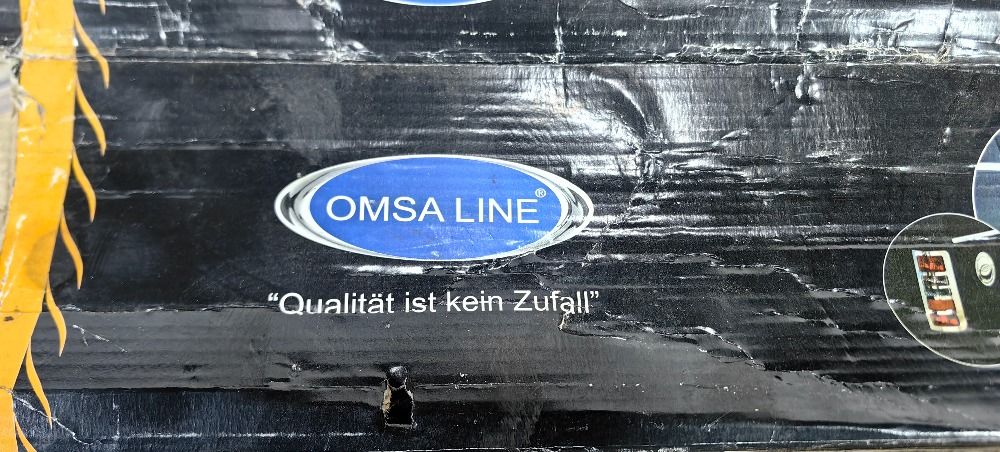 OMSA LINE®
“Qualität ist kein Zufall”